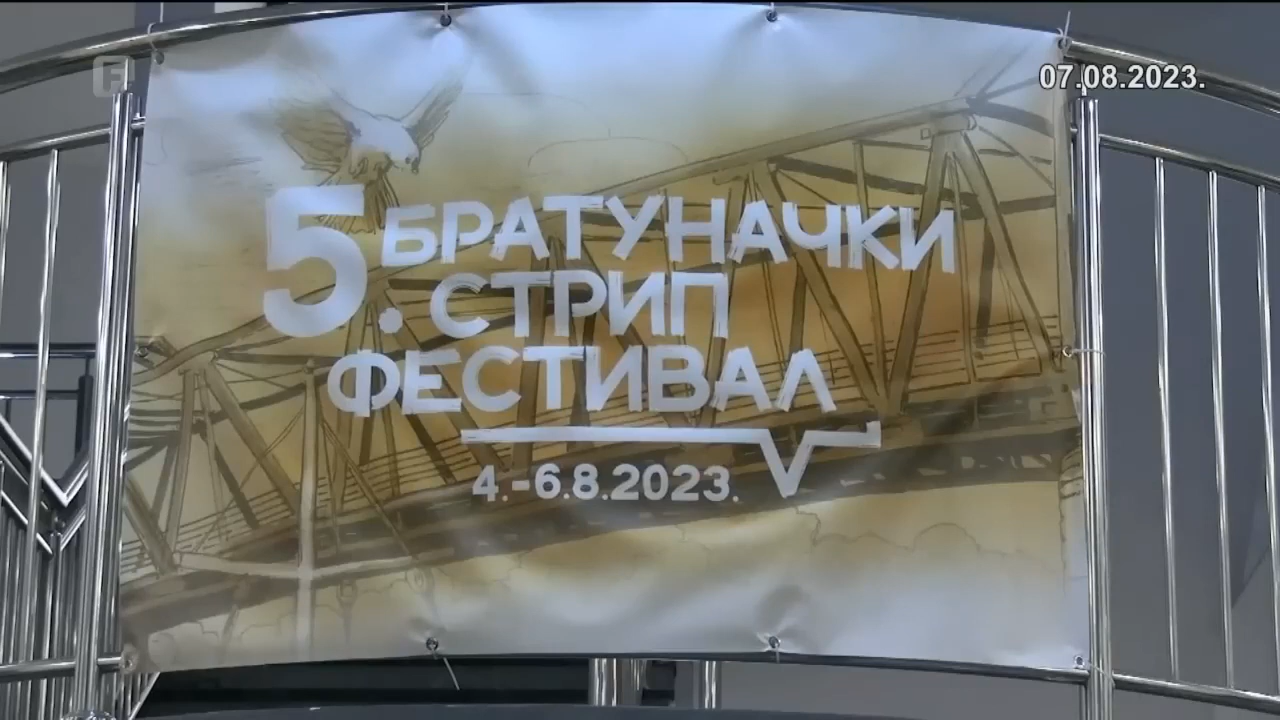 F
07.08.2023.
5. БРАТУНАЧКИ
СТРИП
ФЕСТИВАЛ
4.-6.8.2023.